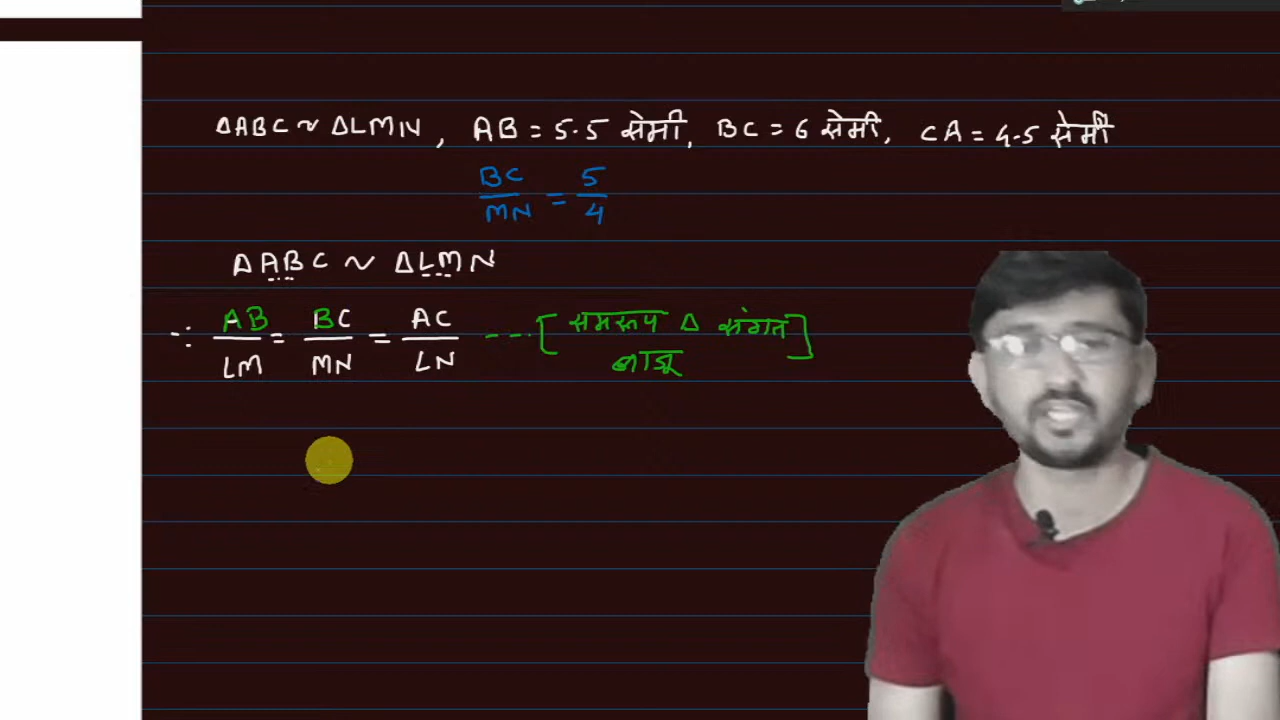 ΔABC ~ ΔLMN, AB = 5.5 सेमी, BC = 6 सेमी, CA = 4.5 सेमी
BC/MN = 5/4
ΔABC ~ ΔLMN
∵ AB/LM = BC/MN = AC/LN ---[समरूप Δ संगत
बाजू]